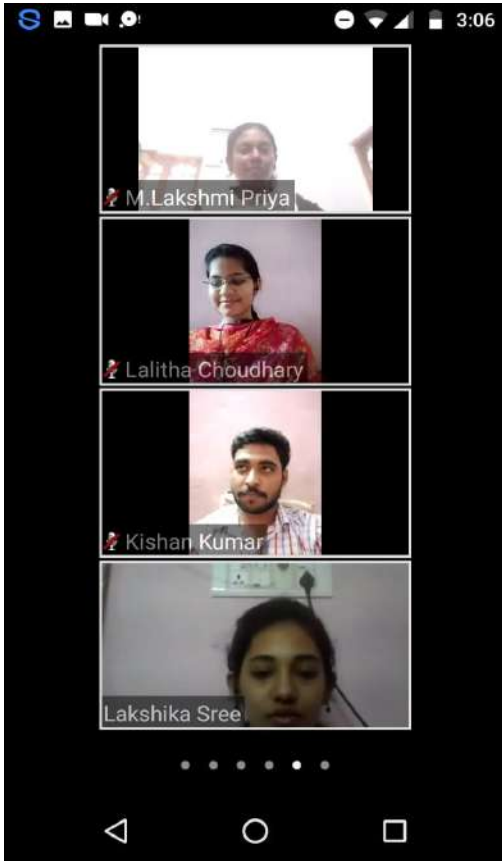 3:06
M.Lakshmi Priya
Lalitha Choudhary
Kishan Kumar
Lakshika Sree